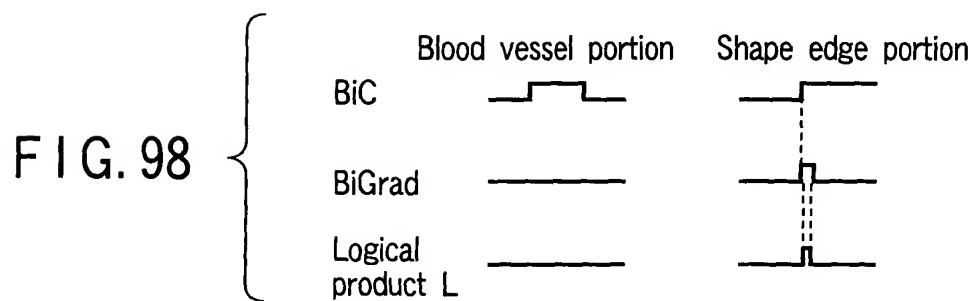 FIG. 98
Blood vessel portion
Shape edge portion
BiC
BiGrad
Logical
product L